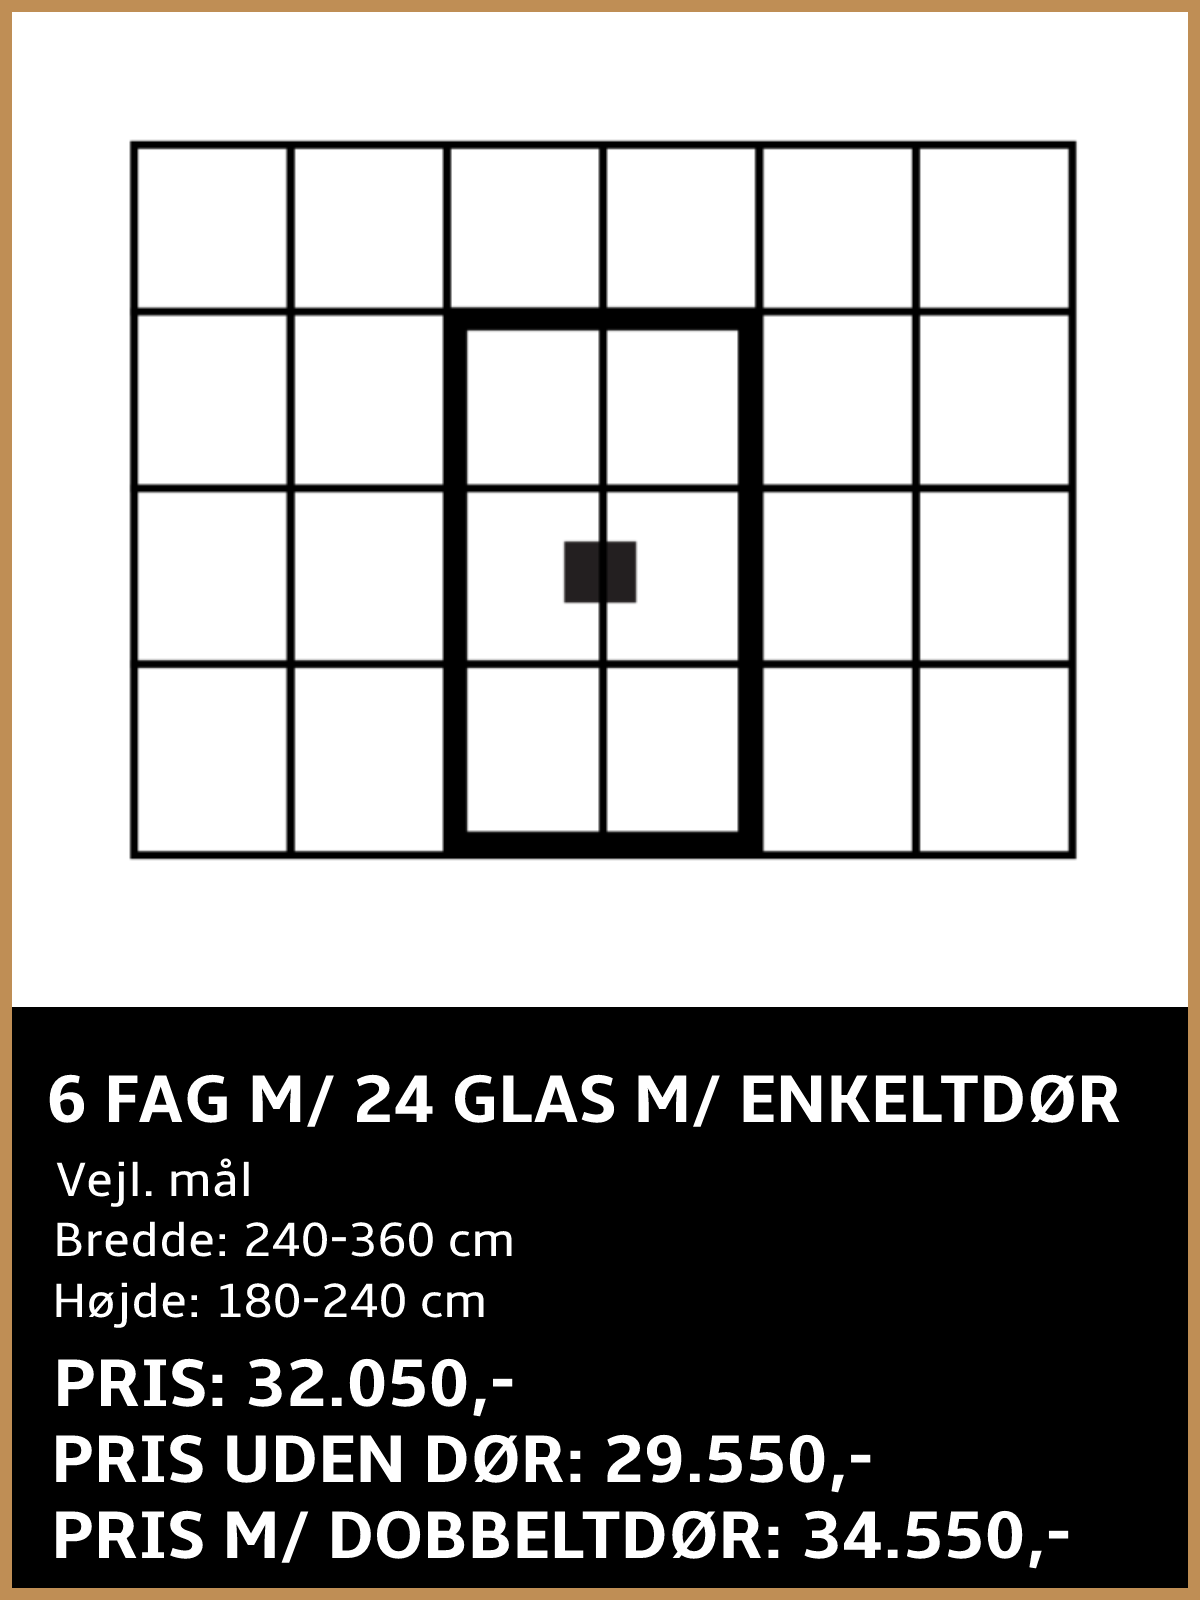 6 FAG M/ 24 GLAS M/ ENKELTDØR
Vejl. mål
Bredde: 240-360 cm
Højde: 180-240 cm
PRIS: 32.050,-
PRIS UDEN DØR: 29.550,-
PRIS M/ DOBBELTDØR: 34.550,-